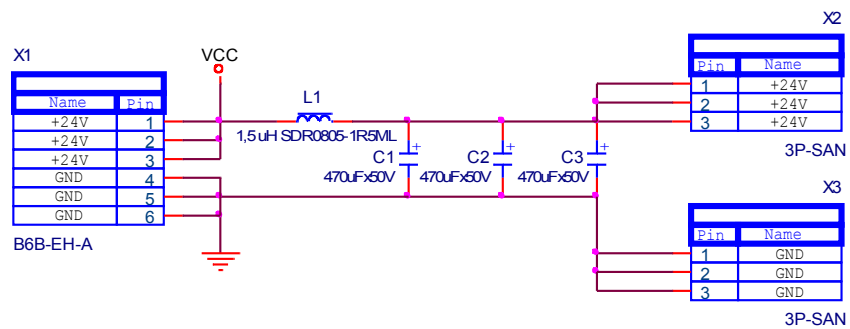 X1
Name Pin
+24V 1
+24V 2
+24V 3
GND 4
GND 5
GND 6
B6B-EH-A
VCC
L1
1,5 uH SDR0805-1R5ML
C1
+
470uFx50V
C2
+
470uFx50V
C3
+
470uFx50V
X2
Pin Name
1 +24V
2 +24V
3 +24V
3P-SAN
X3
Pin Name
1 GND
2 GND
3 GND
3P-SAN